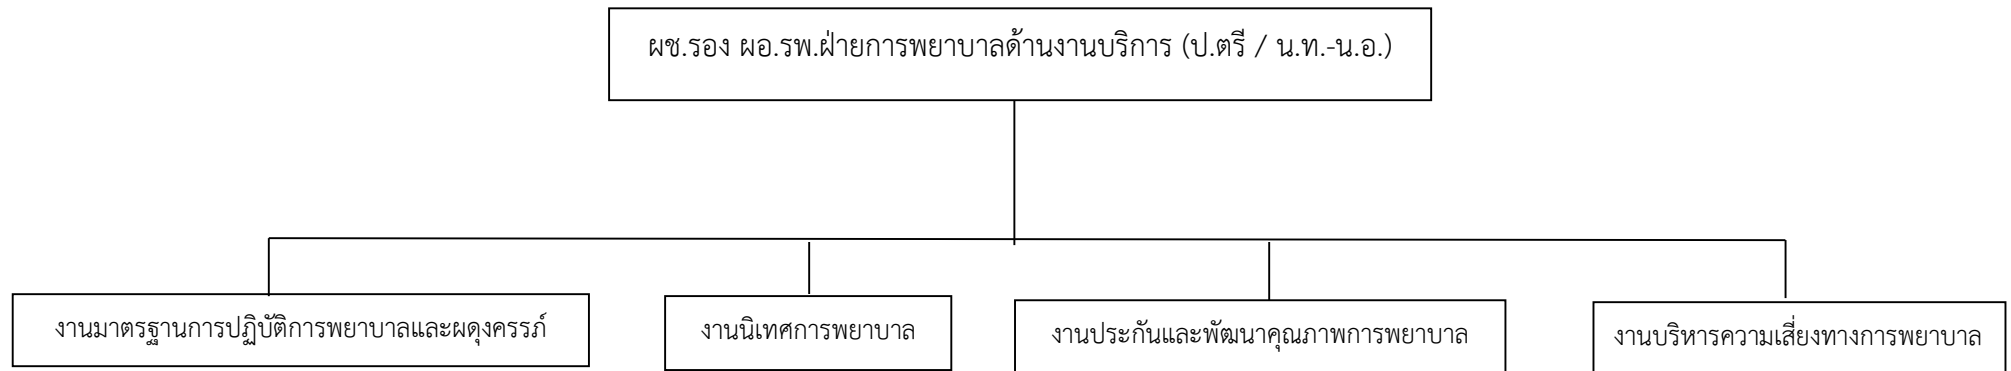 ผช.รอง ผอ.รพ.ฝ่ายการพยาบาลด้านงานบริการ (ป.ตรี / น.ท.-น.อ.)
งานมาตรฐานการปฏิบัติการพยาบาลและผดุงครรภ์
งานนิเทศการพยาบาล
งานประกันและพัฒนาคุณภาพการพยาบาล
งานบริหารความเสี่ยงทางการพยาบาล